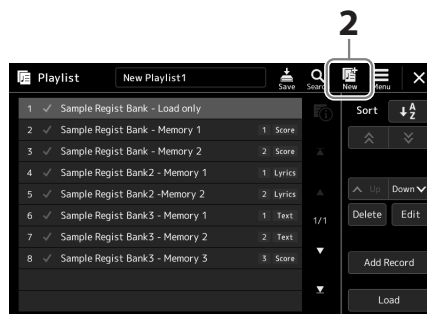 2
Playlist New Playlist1 Save Search New Menu
1 Sample Regist Bank - Load only
2 Sample Regist Bank - Memory 1 1 Score
3 Sample Regist Bank - Memory 2 2 Score
4 Sample Regist Bank2 - Memory 1 1 Lyrics
5 Sample Regist Bank2 -Memory 2 2 Lyrics
6 Sample Regist Bank3 - Memory 1 1 Text
7 Sample Regist Bank3 - Memory 2 2 Text
8 Sample Regist Bank3 - Memory 3 3 Score
1/1
Sort A Z
Up Down
Delete Edit
Add Record
Load